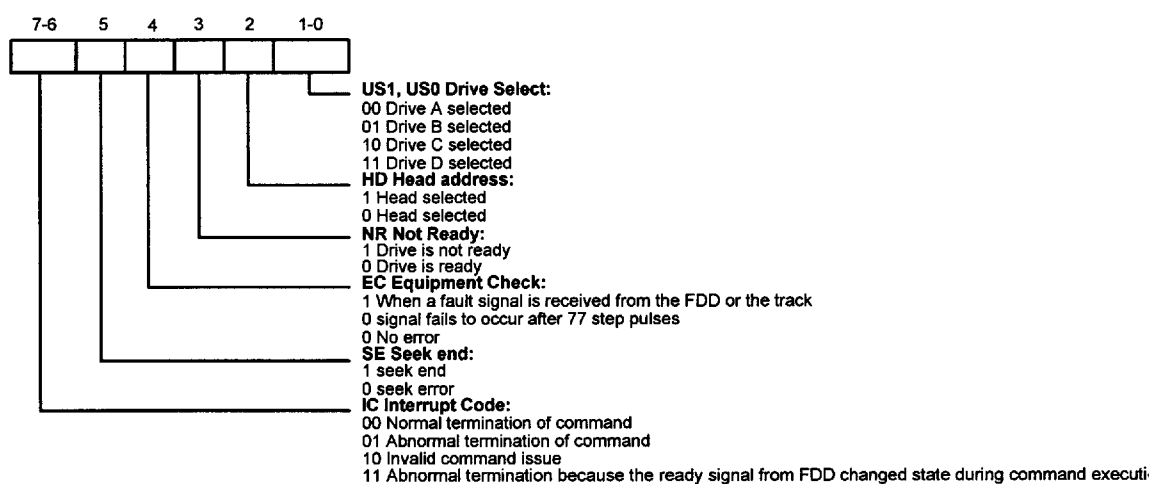 7-6 5 4 3 2 1-0
US1, US0 Drive Select:
00 Drive A selected
01 Drive B selected
10 Drive C selected
11 Drive D selected
HD Head address:
1 Head selected
0 Head selected
NR Not Ready:
1 Drive is not ready
0 Drive is ready
EC Equipment Check:
1 When a fault signal is received from the FDD or the track
0 signal fails to occur after 77 step pulses
0 No error
SE Seek end:
1 seek end
0 seek error
IC Interrupt Code:
00 Normal termination of command
01 Abnormal termination of command
10 Invalid command issue
11 Abnormal termination because the ready signal from FDD changed state during command executi